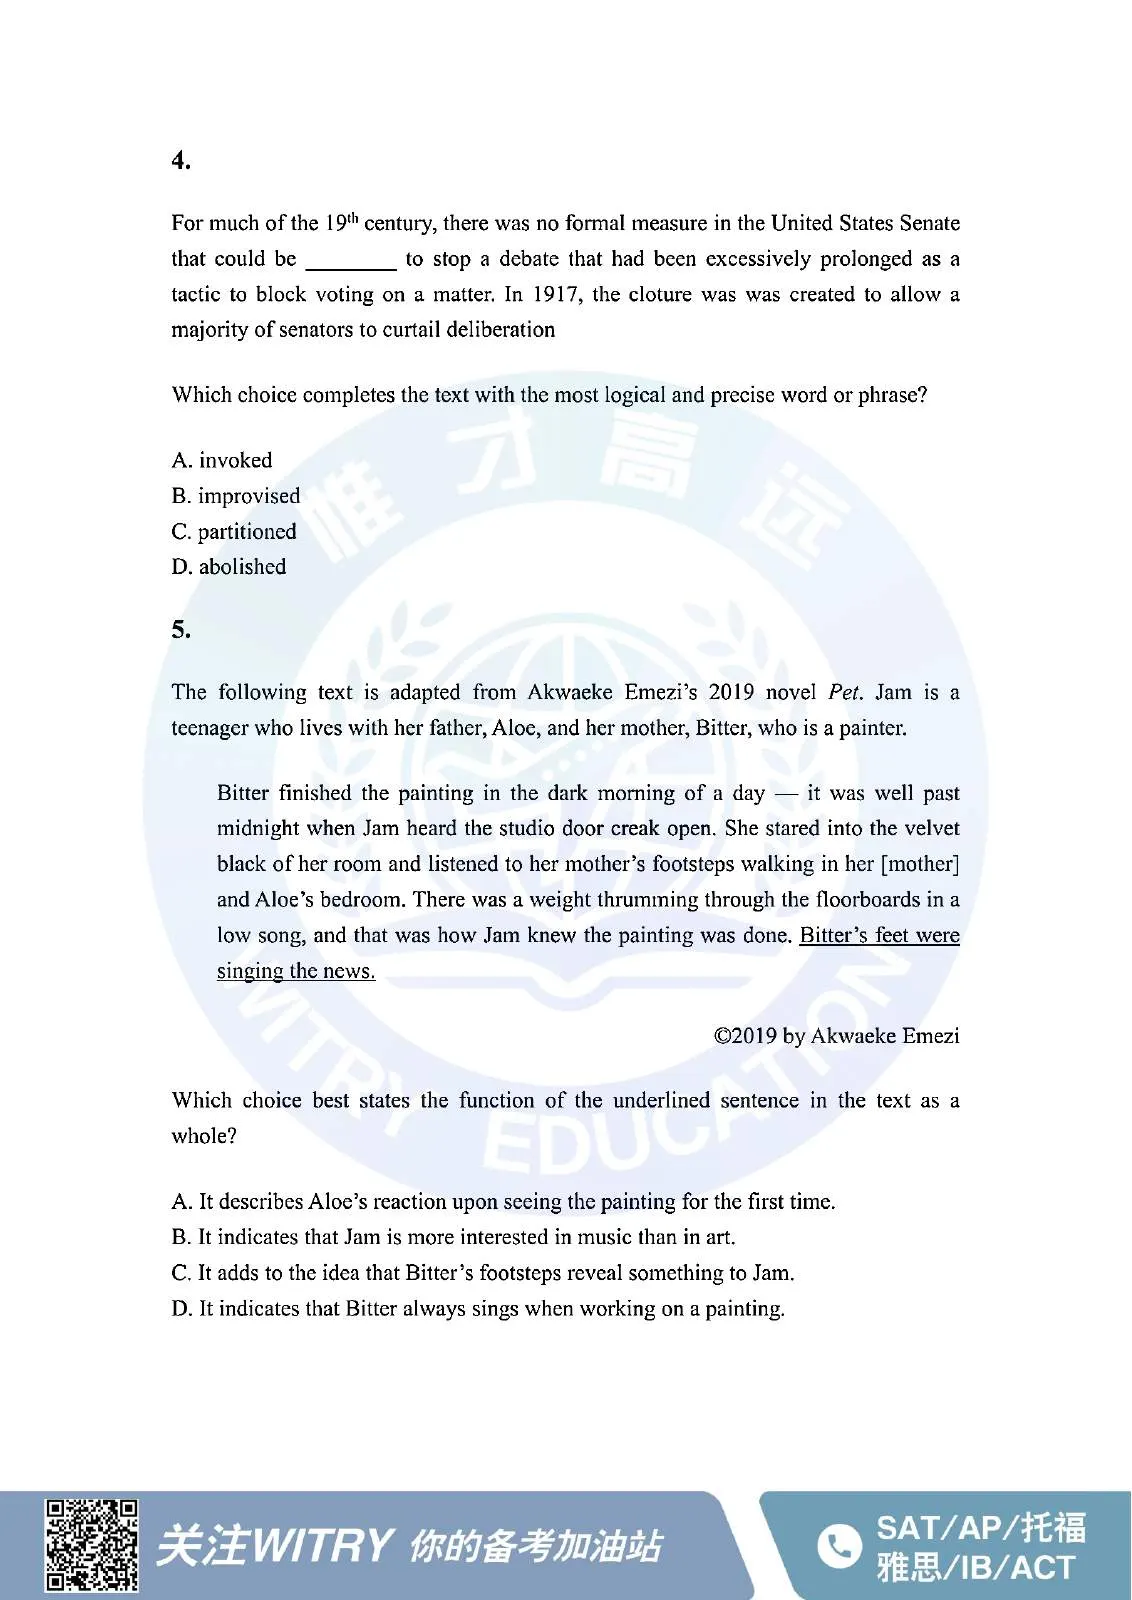 4.
For much of the 19th century, there was no formal measure in the United States Senate
that could be ________ to stop a debate that had been excessively prolonged as a
tactic to block voting on a matter. In 1917, the cloture was was created to allow a
majority of senators to curtail deliberation
Which choice completes the text with the most logical and precise word or phrase?
A. invoked
B. improvised
C. partitioned
D. abolished
5.
The following text is adapted from Akwaeke Emezi's 2019 novel Pet. Jam is a
teenager who lives with her father, Aloe, and her mother, Bitter, who is a painter.
Bitter finished the painting in the dark morning of a day — it was well past
midnight when Jam heard the studio door creak open. She stared into the velvet
black of her room and listened to her mother's footsteps walking in her [mother]
and Aloe's bedroom. There was a weight thrumming through the floorboards in a
low song, and that was how Jam knew the painting was done. Bitter's feet were
singing the news.
©2019 by Akwaeke Emezi
Which choice best states the function of the underlined sentence in the text as a
whole?
A. It describes Aloe's reaction upon seeing the painting for the first time.
B. It indicates that Jam is more interested in music than in art.
C. It adds to the idea that Bitter's footsteps reveal something to Jam.
D. It indicates that Bitter always sings when working on a painting.
惟才高远
WITRY EDUCATION
关注WITRY 你的备考加油站
SAT/AP/托福
雅思/IB/ACT